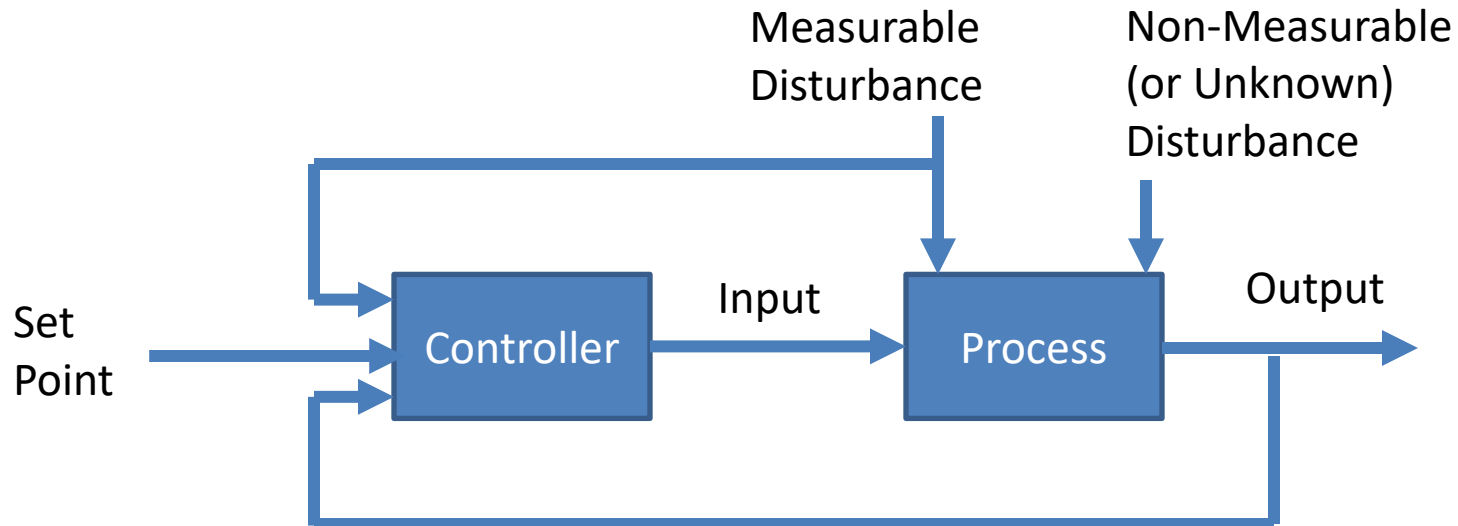 Measurable
Disturbance
Non-Measurable
(or Unknown)
Disturbance
Set
Point
Controller
Input
Process
Output